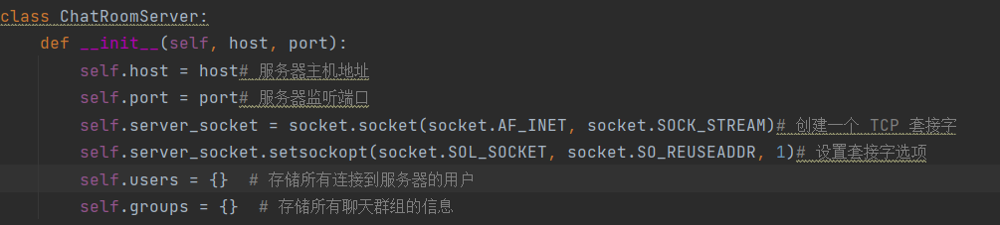 class ChatRoomServer:
    def __init__(self, host, port):
        self.host = host# 服务器主机地址
        self.port = port# 服务器监听端口
        self.server_socket = socket.socket(socket.AF_INET, socket.SOCK_STREAM)# 创建一个 TCP 套接字
        self.server_socket.setsockopt(socket.SOL_SOCKET, socket.SO_REUSEADDR, 1)# 设置套接字选项
        self.users = {}  # 存储所有连接到服务器的用户
        self.groups = {}  # 存储所有聊天群组的信息